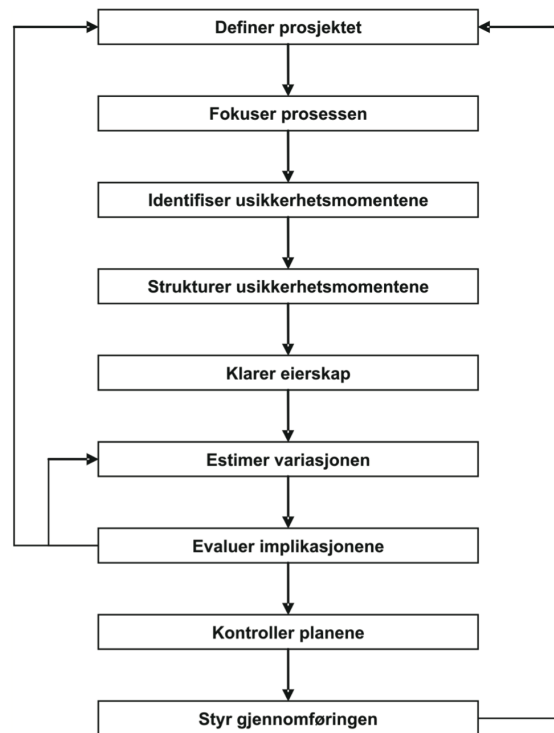 Definer prosjektet
Fokuser prosessen
Identifiser usikkerhetsmomentene
Strukturer usikkerhetsmomentene
Klarer eierskap
Estimer variasjonen
Evaluer implikasjonene
Kontroller planene
Styr gjennomføringen